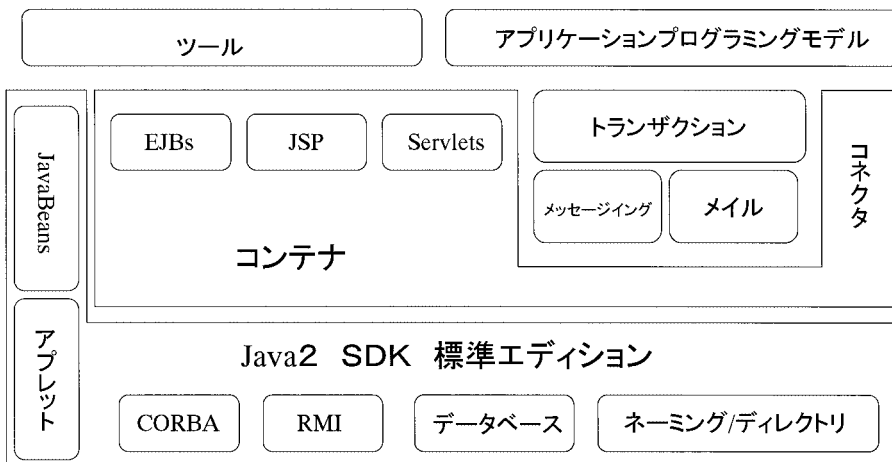 ツール
アプリケーションプログラミングモデル
JavaBeans
EJBs
JSP
Servlets
トランザクション
メッセージイング
メイル
コネクタ
コンテナ
アプレット
Java2 SDK 標準エディション
CORBA
RMI
データベース
ネーミング/ディレクトリ